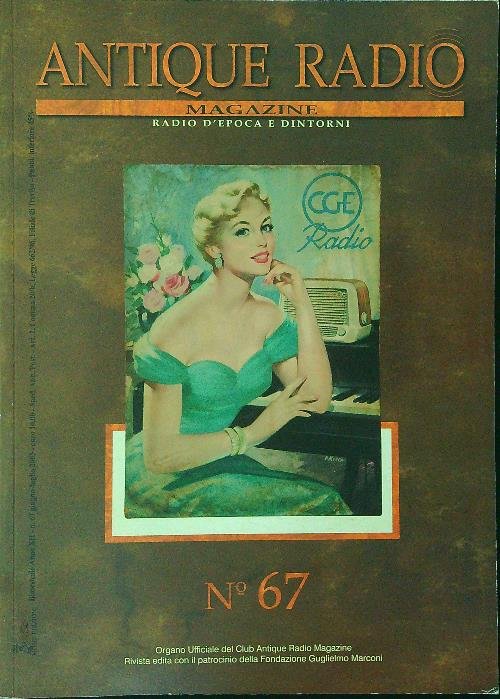 ANTIQUE RADIO
MAGAZINE
RADIO D'EPOCA E DINTORNI
CGE
Radio
Nº 67
Organo Ufficiale del Club Antique Radio Magazine
Rivista edita con il patrocinio della Fondazione Guglielmo Marconi